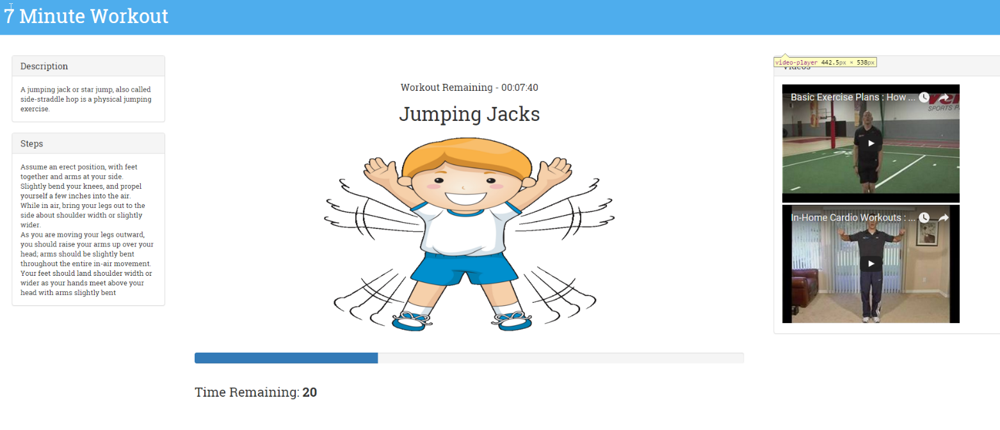 7 Minute Workout
Description
A jumping jack or star jump, also called
side-straddle hop is a physical jumping
exercise.
Steps
Assume an erect position, with feet
together and arms at your side.
Slightly bend your knees, and propel
yourself a few inches into the air.
While in air, bring your legs out to the
side about shoulder width or slightly
wider.
As you are moving your legs outward,
you should raise your arms up over your
head; arms should be slightly bent
throughout the entire in-air movement.
Your feet should land shoulder width or
wider as your hands meet above your
head with arms slightly bent
Workout Remaining - 00:07:40
Jumping Jacks
Time Remaining: 20
video-player 442.5px × 538px
Videos
Basic Exercise Plans : How ...
SPORTS
In-Home Cardio Workouts : ...